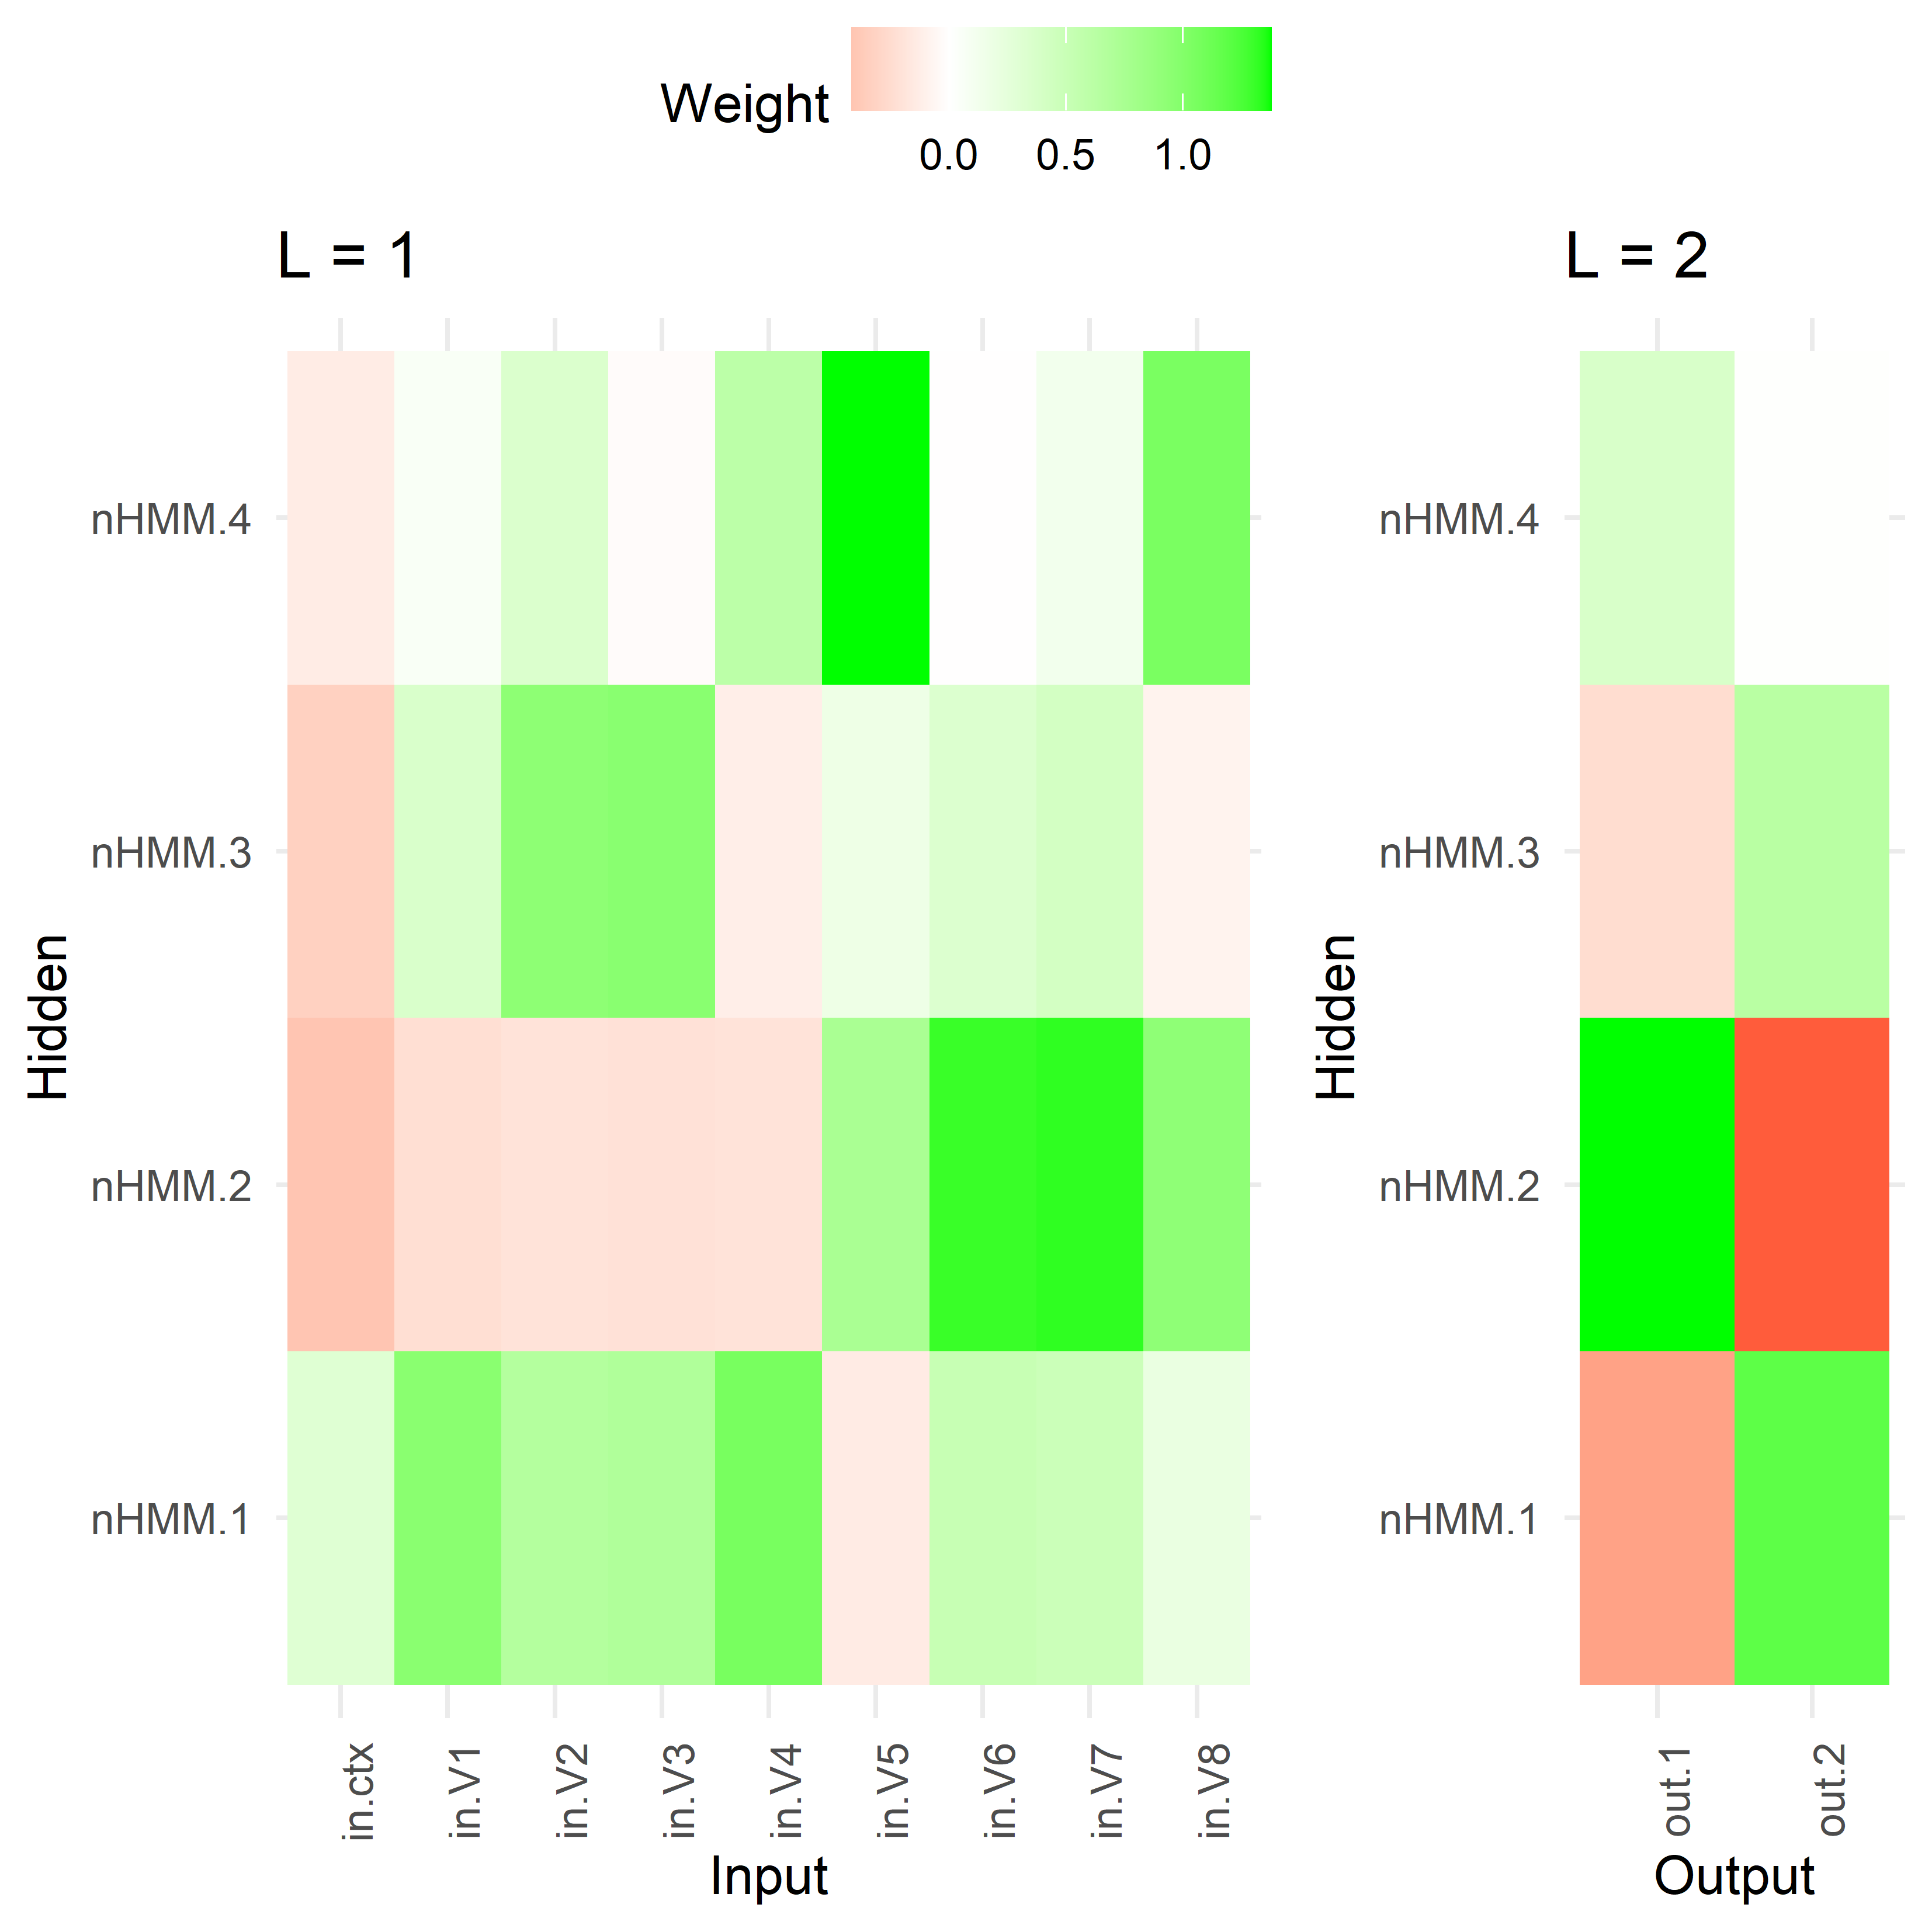 Weight
0.0 0.5 1.0
L = 1
L = 2
nHMM.4
nHMM.3
nHMM.2
nHMM.1
Hidden
in.ctx
in.V1
in.V2
in.V3
in.V4
in.V5
in.V6
in.V7
in.V8
Input
nHMM.4
nHMM.3
nHMM.2
nHMM.1
Hidden
out.1
out.2
Output